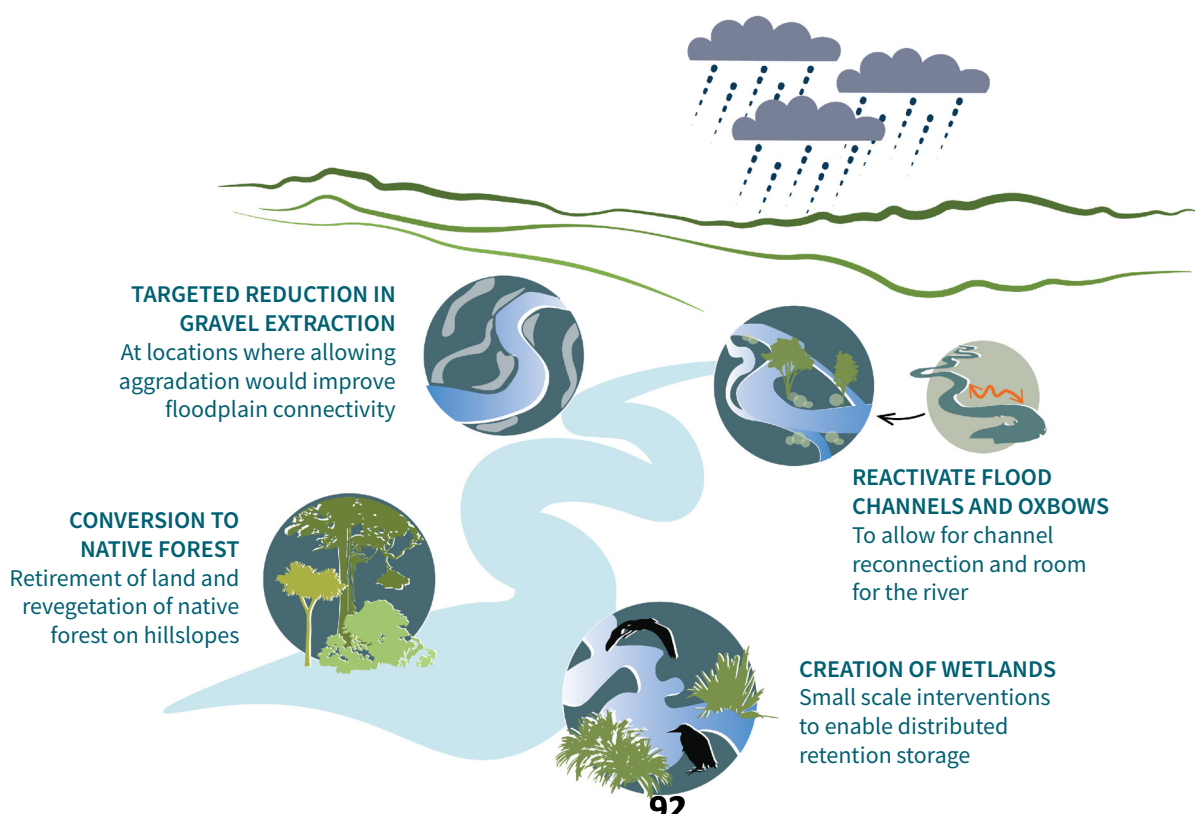 TARGETED REDUCTION IN
GRAVEL EXTRACTION
At locations where allowing
aggradation would improve
floodplain connectivity
REACTIVATE FLOOD
CHANNELS AND OXBOWS
To allow for channel
reconnection and room
for the river
CONVERSION TO
NATIVE FOREST
Retirement of land and
revegetation of native
forest on hillslopes
CREATION OF WETLANDS
Small scale interventions
to enable distributed
retention storage
92